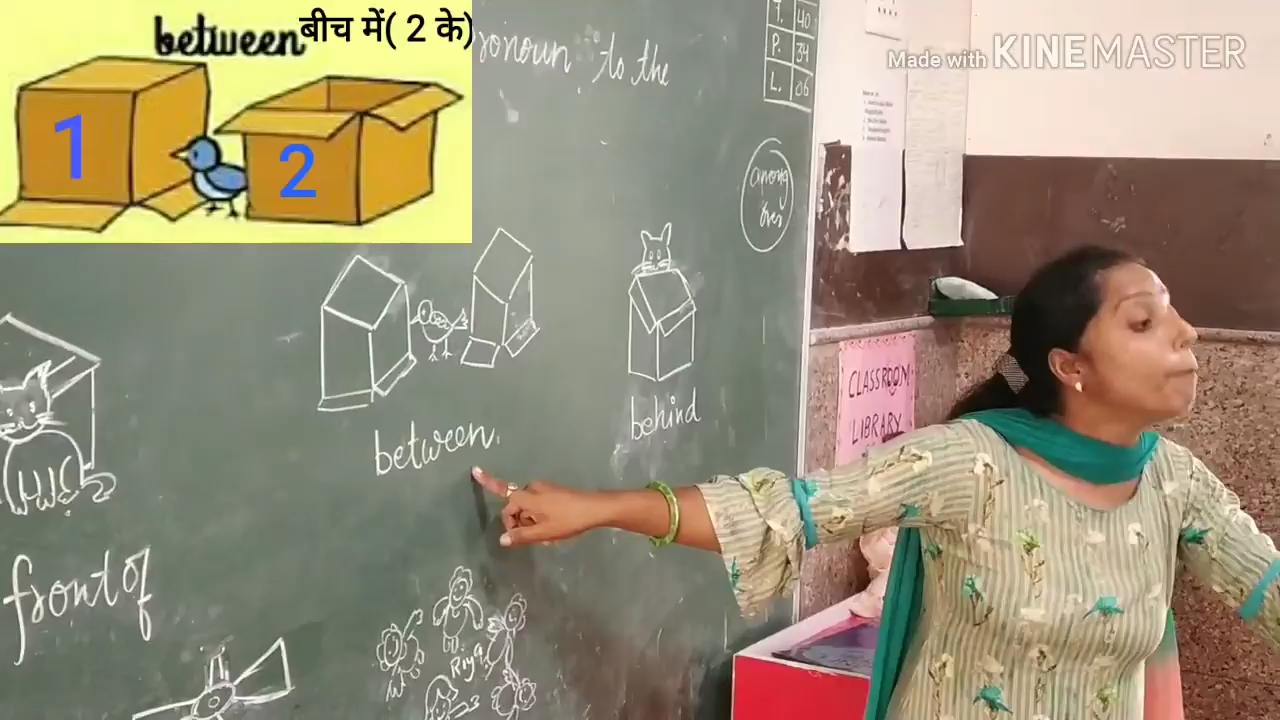 between बीच में( 2 के)
1
2
ronoun to the
T. 40
P. 34
L. 06
Made with KINEMASTER
among
over
CLASSROOM
LIBRARY
between
behind
front of
Riya